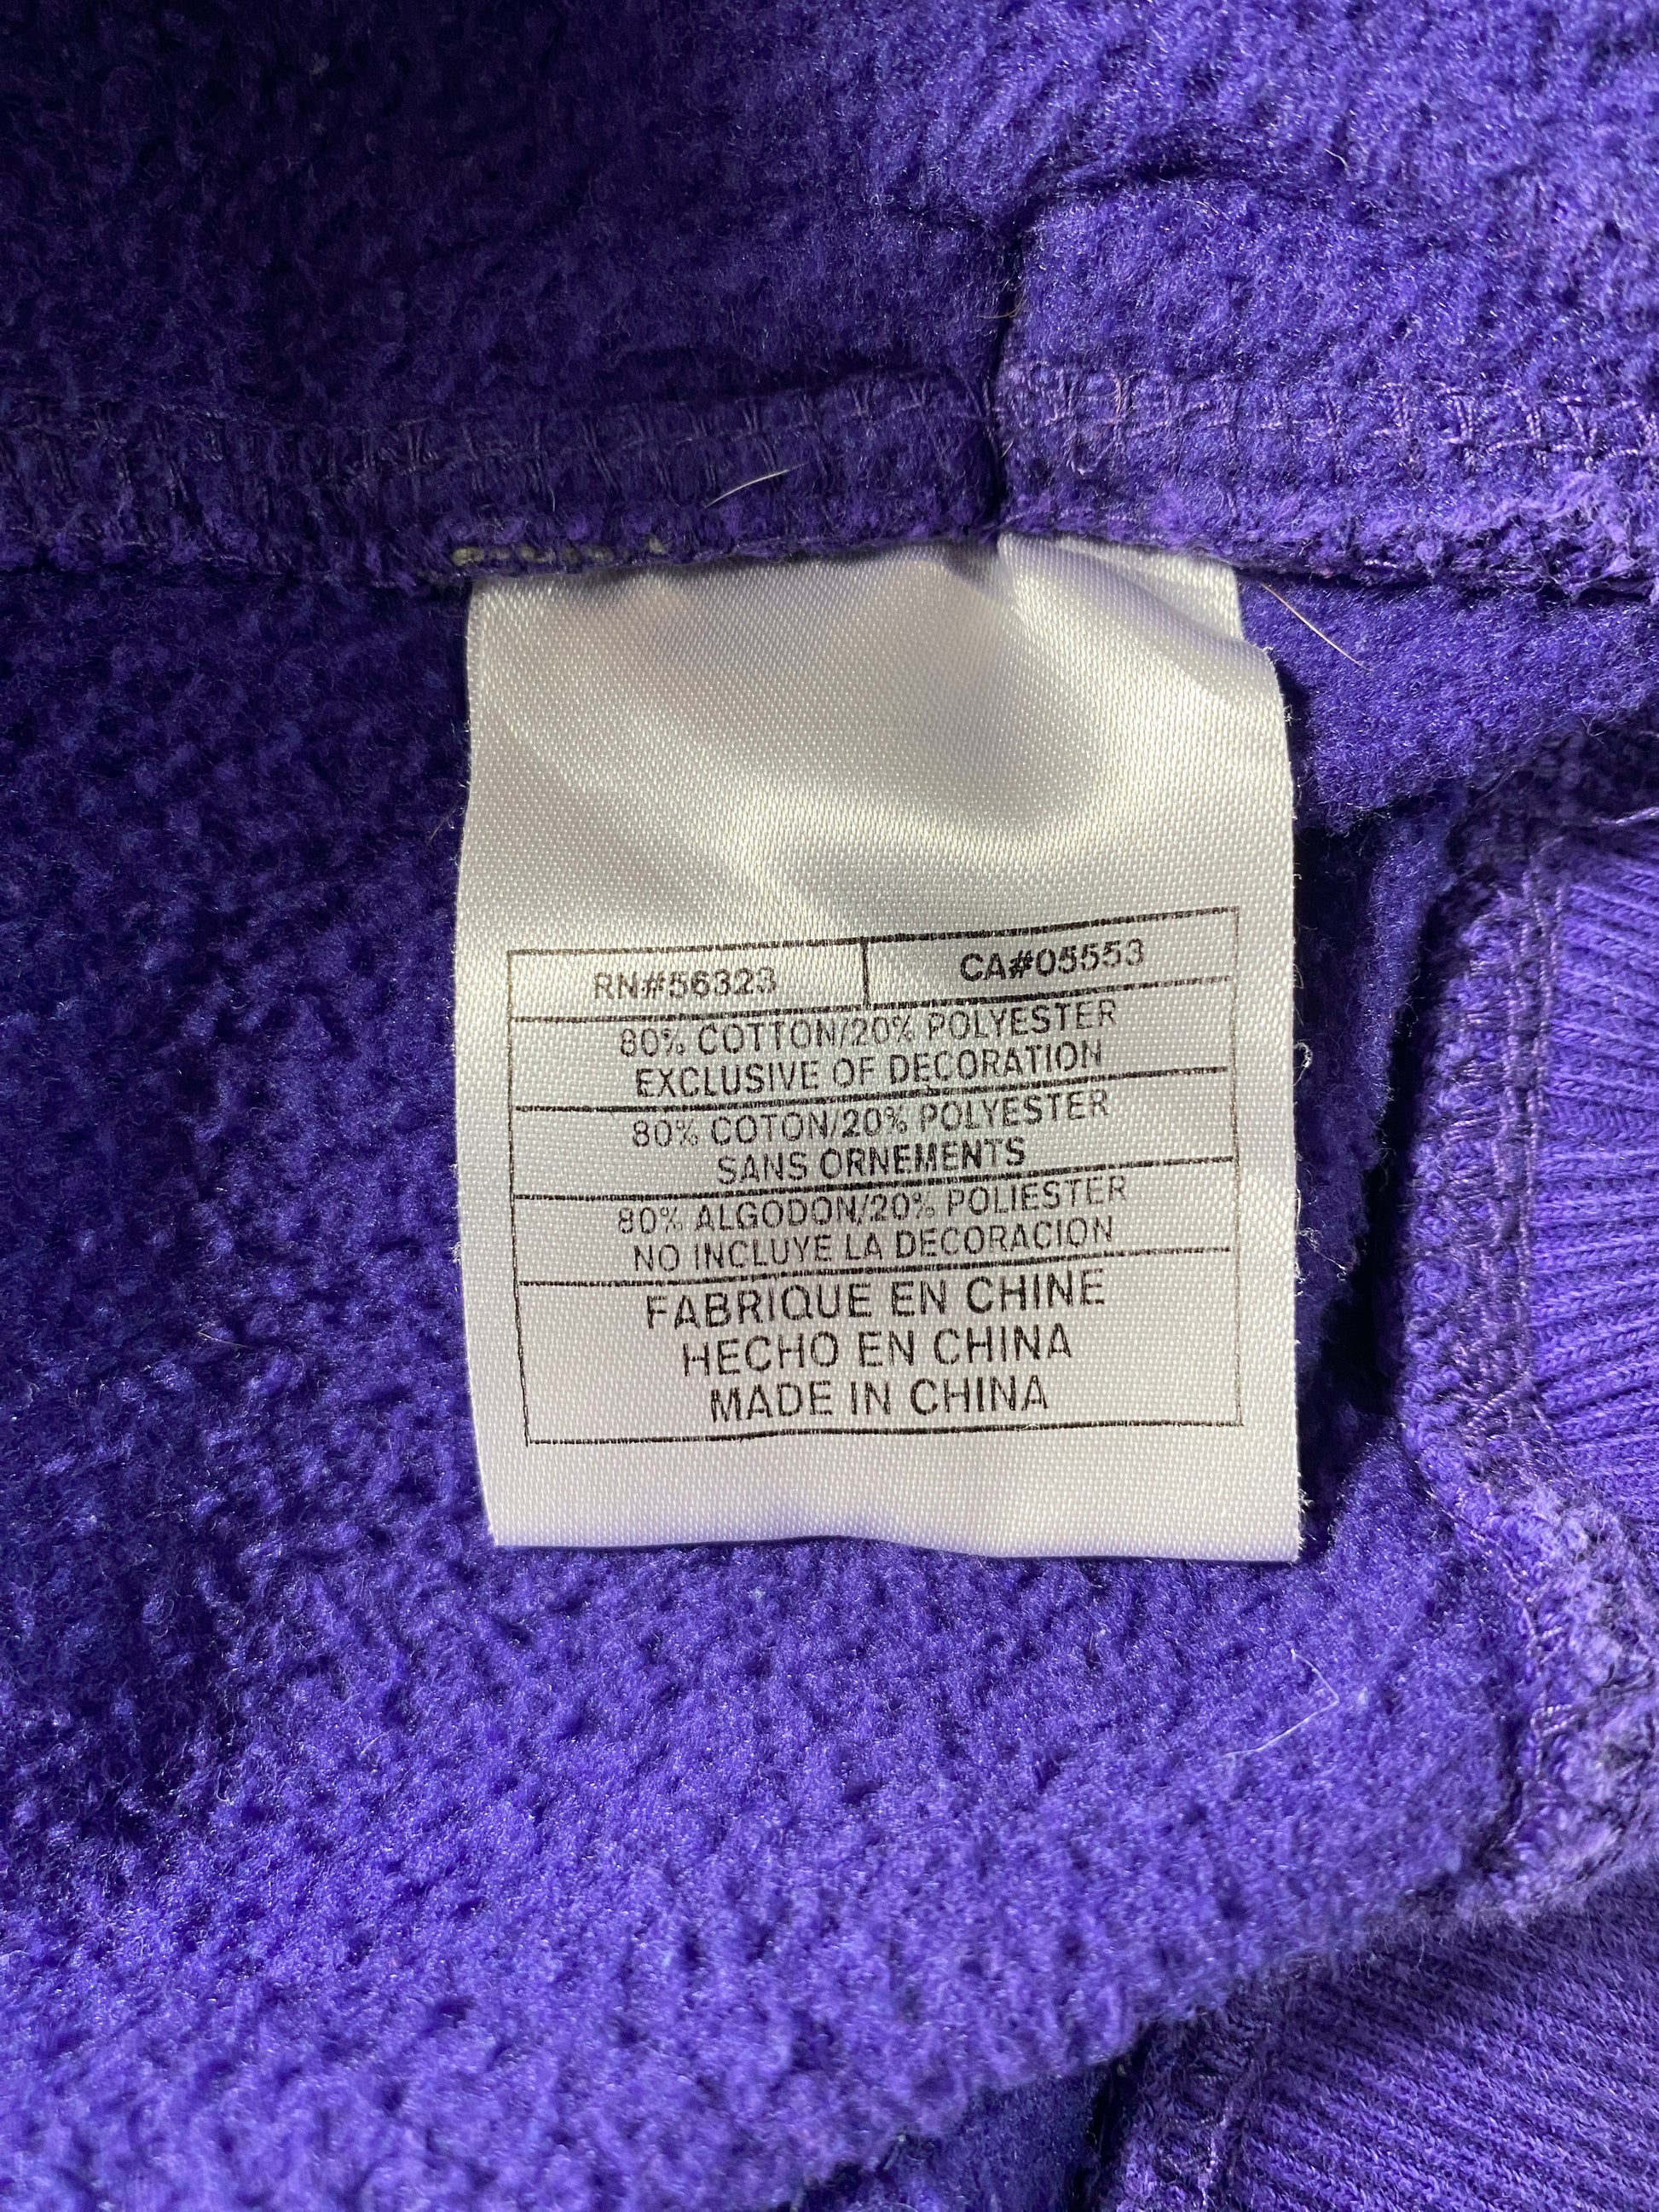 RN#56323 CA#05553
80% COTTON/20% POLYESTER
EXCLUSIVE OF DECORATION
80% COTON/20% POLYESTER
SANS ORNEMENTS
80% ALGODON/20% POLIESTER
NO INCLUYE LA DECORACION
FABRIQUE EN CHINE
HECHO EN CHINA
MADE IN CHINA